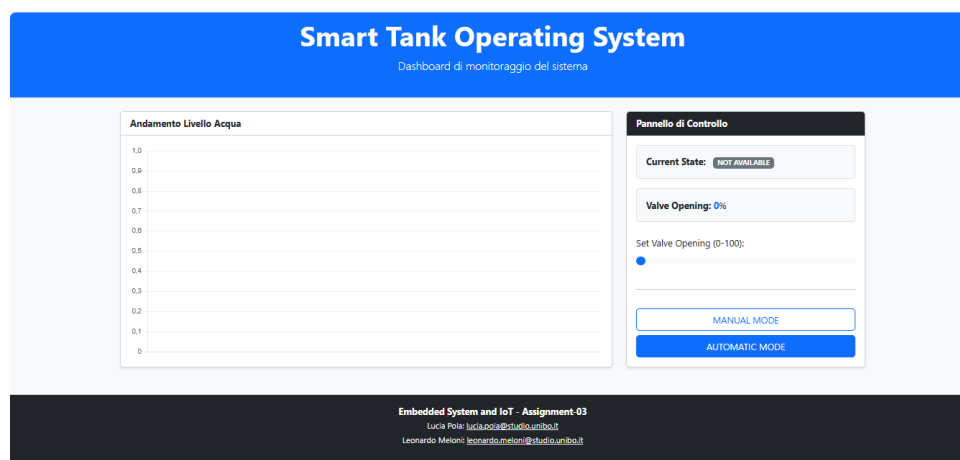 Smart Tank Operating System
Dashboard di monitoraggio del sistema
Andamento Livello Acqua
1,0
0,9
0,8
0,7
0,6
0,5
0,4
0,3
0,2
0,1
0
Pannello di Controllo
Current State: NOT AVAILABLE
Valve Opening: 0%
Set Valve Opening (0-100):
MANUAL MODE
AUTOMATIC MODE
Embedded System and IoT - Assignment-03
Lucia Pola: lucia.pola@studio.unibo.it
Leonardo Meloni: leonardo.meloni@studio.unibo.it